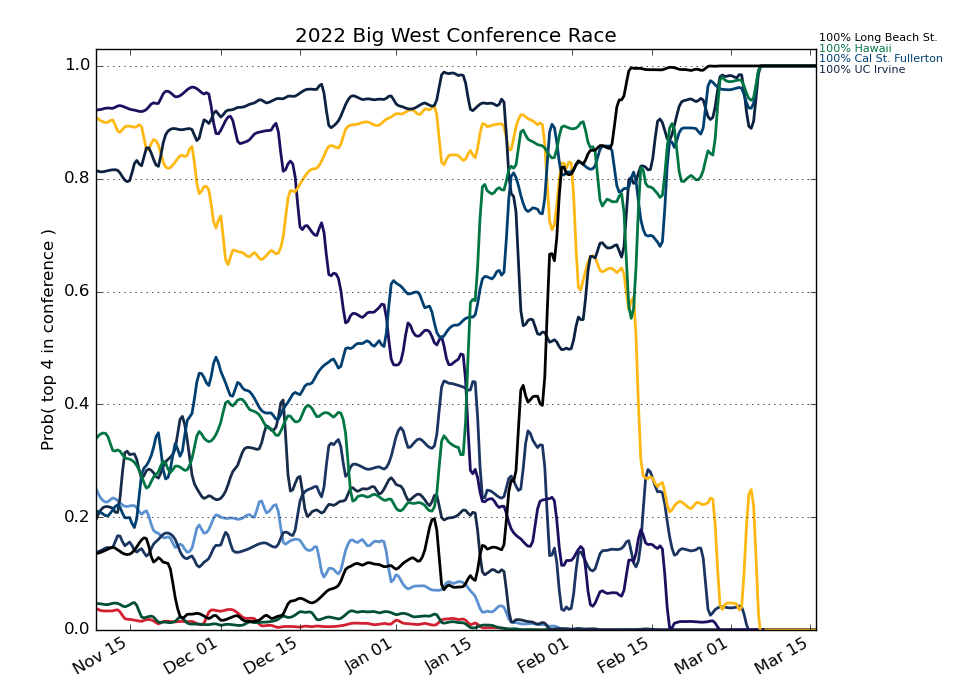 2022 Big West Conference Race
100% Long Beach St.
100% Hawaii
100% Cal St. Fullerton
100% UC Irvine
Prob( top 4 in conference )
1.0
0.8
0.6
0.4
0.2
0.0
Nov 15
Dec 01
Dec 15
Jan 01
Jan 15
Feb 01
Feb 15
Mar 01
Mar 15